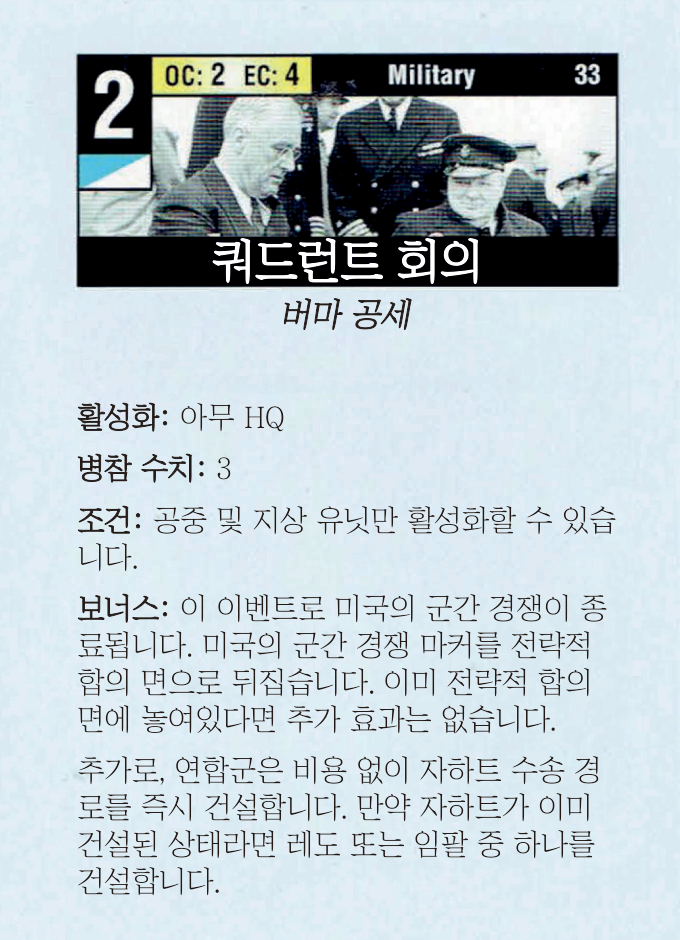 2
OC: 2 EC: 4
Military
33
쿼드런트 회의
버마 공세
활성화: 아무 HQ
병참 수치: 3
조건: 공중 및 지상 유닛만 활성화할 수 있습
니다.
보너스: 이 이벤트로 미국의 군간 경쟁이 종
료됩니다. 미국의 군간 경쟁 마커를 전략적
합의 면으로 뒤집습니다. 이미 전략적 합의
면에 놓여있다면 추가 효과는 없습니다.
추가로, 연합군은 비용 없이 자하트 수송 경
로를 즉시 건설합니다. 만약 자하트가 이미
건설된 상태라면 레도 또는 임팔 중 하나를
건설합니다.